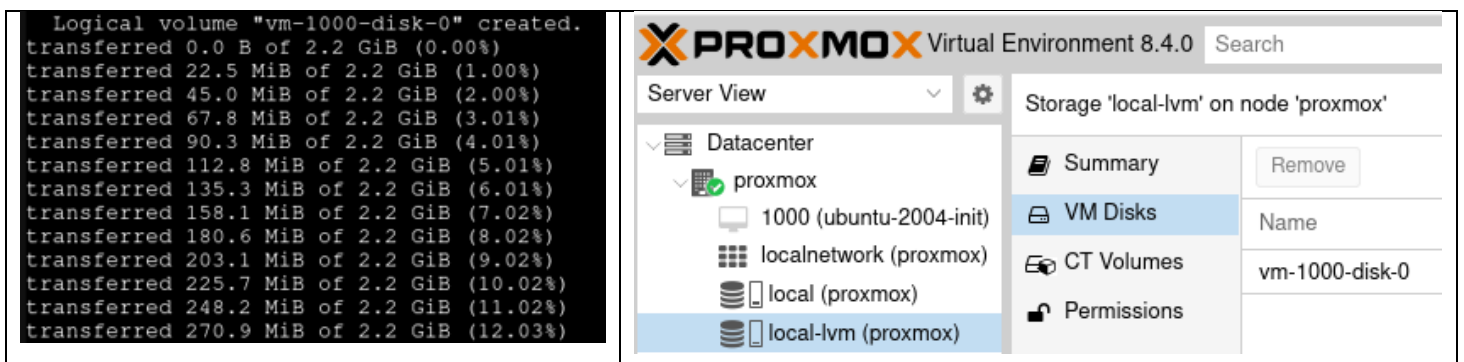 Logical volume "vm-1000-disk-0" created.
transferred 0.0 B of 2.2 GiB (0.00%)
transferred 22.5 MiB of 2.2 GiB (1.00%)
transferred 45.0 MiB of 2.2 GiB (2.00%)
transferred 67.8 MiB of 2.2 GiB (3.01%)
transferred 90.3 MiB of 2.2 GiB (4.01%)
transferred 112.8 MiB of 2.2 GiB (5.01%)
transferred 135.3 MiB of 2.2 GiB (6.01%)
transferred 158.1 MiB of 2.2 GiB (7.02%)
transferred 180.6 MiB of 2.2 GiB (8.02%)
transferred 203.1 MiB of 2.2 GiB (9.02%)
transferred 225.7 MiB of 2.2 GiB (10.02%)
transferred 248.2 MiB of 2.2 GiB (11.02%)
transferred 270.9 MiB of 2.2 GiB (12.03%)
PROXMOX Virtual Environment 8.4.0 Search
Server View
Datacenter
proxmox
1000 (ubuntu-2004-init)
localnetwork (proxmox)
local (proxmox)
local-lvm (proxmox)
Storage 'local-lvm' on node 'proxmox'
Summary
VM Disks
CT Volumes
Permissions
Remove
Name
vm-1000-disk-0